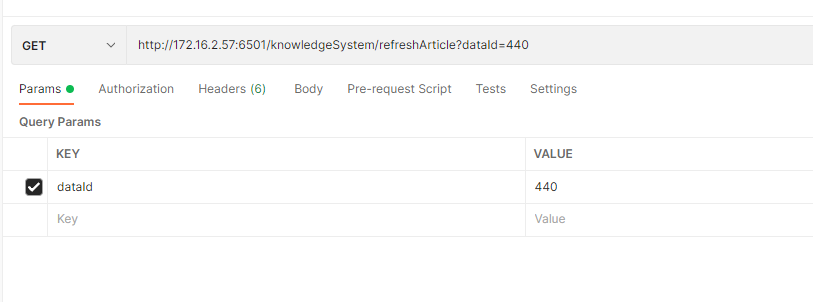 GET http://172.16.2.57:6501/knowledgeSystem/refreshArticle?dataId=440
Params Authorization Headers (6) Body Pre-request Script Tests Settings
Query Params
KEY VALUE
dataId 440
Key Value